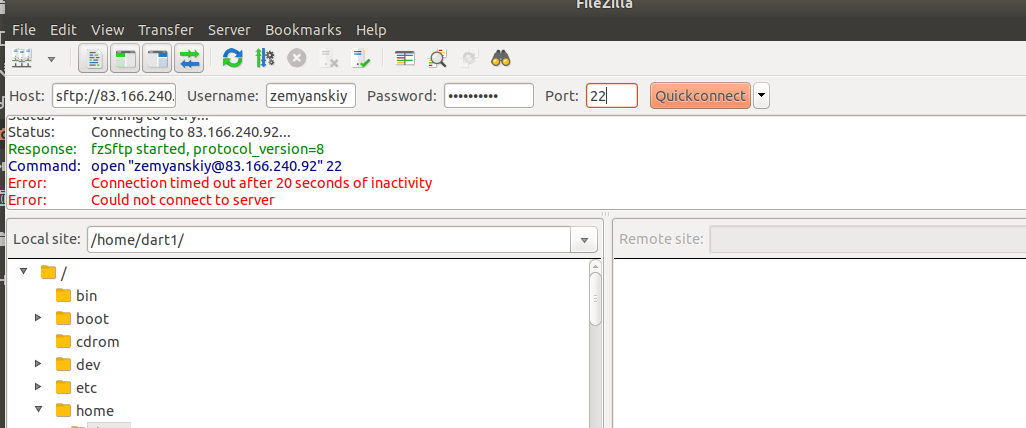 FileZilla
File Edit View Transfer Server Bookmarks Help
Host: sftp://83.166.240. Username: zemyanskiy Password: •••••••••• Port: 22 Quickconnect
Status: Waiting to retry...
Status: Connecting to 83.166.240.92...
Response: fzSftp started, protocol_version=8
Command: open "zemyanskiy@83.166.240.92" 22
Error: Connection timed out after 20 seconds of inactivity
Error: Could not connect to server
Local site: /home/dart1/ Remote site:
/
bin
boot
cdrom
dev
etc
home